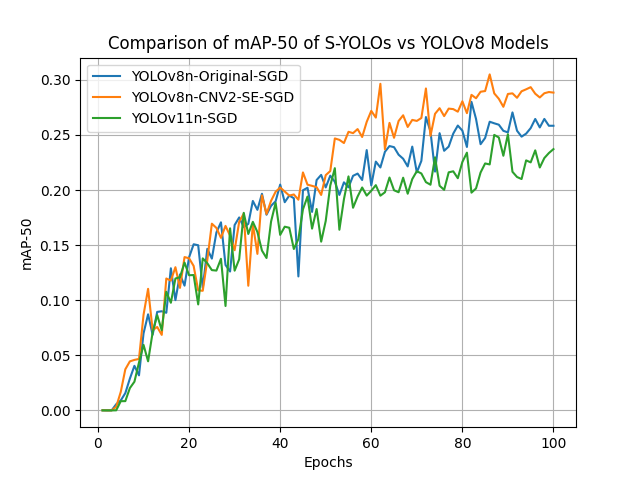 Comparison of mAP-50 of S-YOLOs vs YOLOv8 Models
YOLOv8n-Original-SGD
YOLOv8n-CNV2-SE-SGD
YOLOv11n-SGD
mAP-50
0.30
0.25
0.20
0.15
0.10
0.05
0.00
0 20 40 60 80 100
Epochs